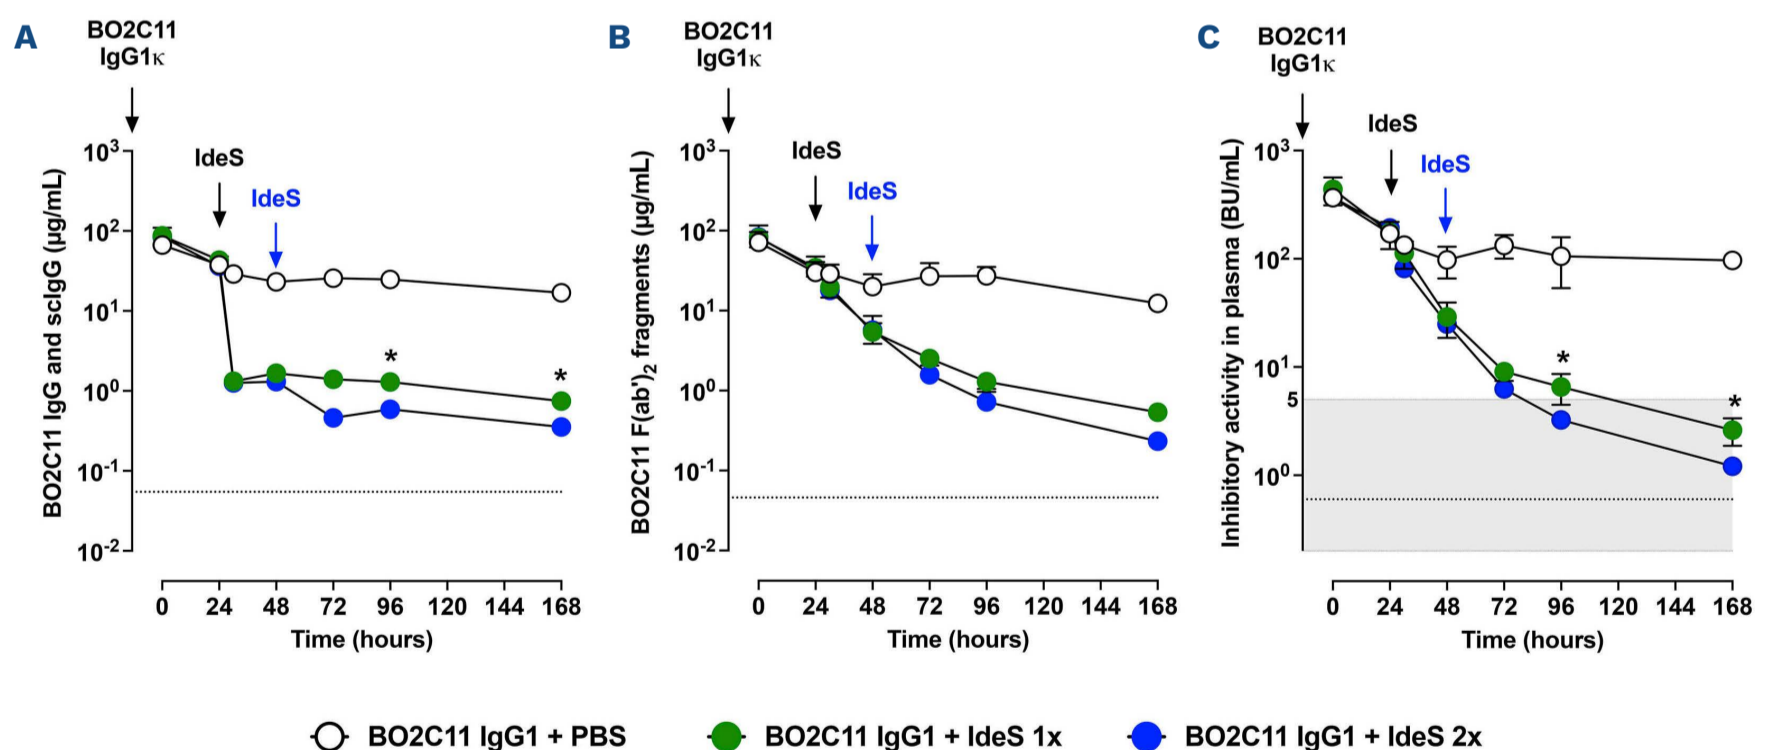 A
BO2C11
IgG1κ
IdeS
IdeS
BO2C11 IgG and scIgG (µg/mL)
10³
10²
10¹
10⁰
10⁻¹
10⁻²
*
*
0 24 48 72 96 120 144 168
Time (hours)
B
BO2C11
IgG1κ
IdeS
IdeS
BO2C11 F(ab')₂ fragments (µg/mL)
10³
10²
10¹
10⁰
10⁻¹
10⁻²
0 24 48 72 96 120 144 168
Time (hours)
C
BO2C11
IgG1κ
IdeS
IdeS
Inhibitory activity in plasma (BU/mL)
10³
10²
10¹
5
10⁰
*
*
0 24 48 72 96 120 144 168
Time (hours)
BO2C11 IgG1 + PBS
BO2C11 IgG1 + IdeS 1x
BO2C11 IgG1 + IdeS 2x